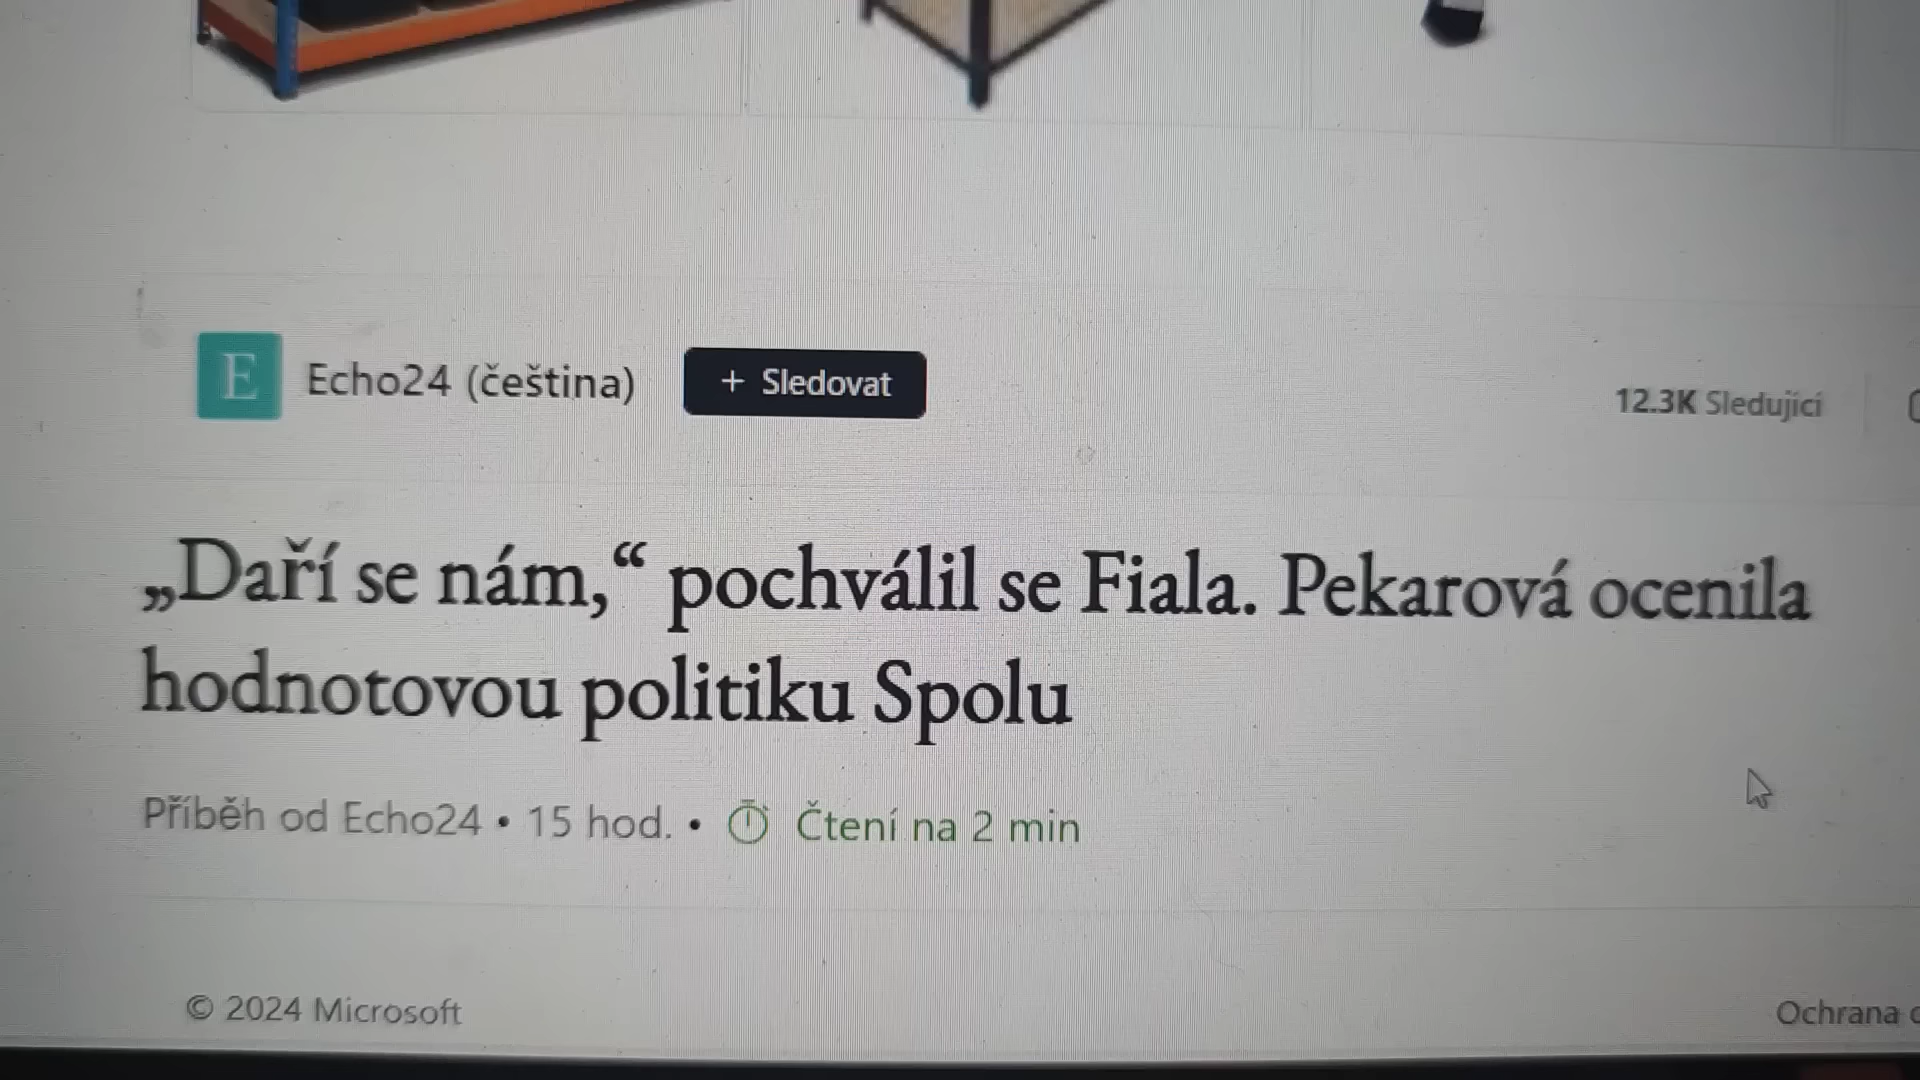 E Echo24 (čeština) + Sledovat 12.3K Sledující
„Daří se nám,“ pochválil se Fiala. Pekarová ocenila
hodnotovou politiku Spolu
Příběh od Echo24 • 15 hod. • Čtení na 2 min
© 2024 Microsoft Ochrana